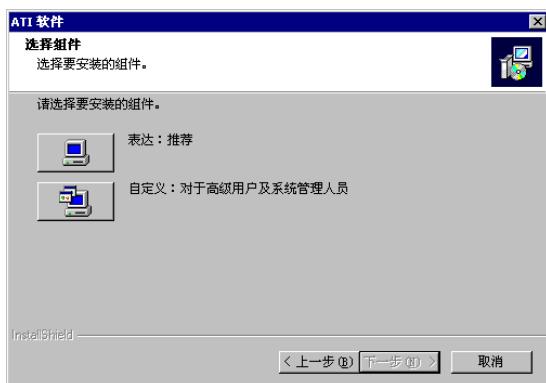 ATI 软件
选择组件
选择要安装的组件。
请选择要安装的组件。
表达：推荐
自定义：对于高级用户及系统管理人员
InstallShield
< 上一步(B) 下一步(N) > 取消